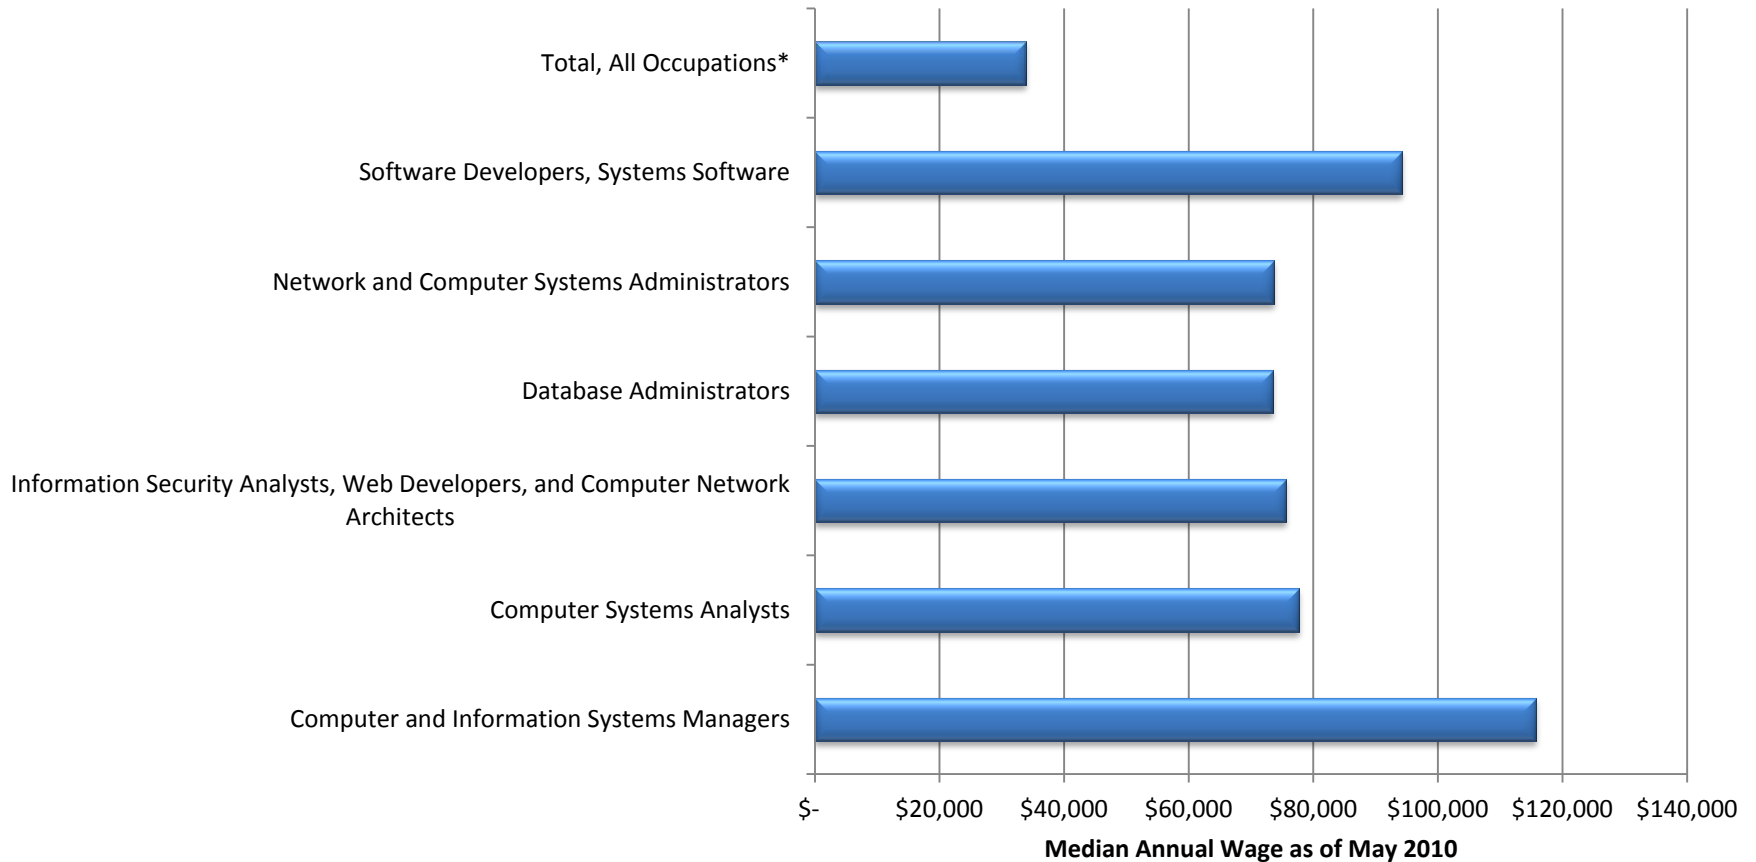 Total, All Occupations*
Software Developers, Systems Software
Network and Computer Systems Administrators
Database Administrators
Information Security Analysts, Web Developers, and Computer Network
Architects
Computer Systems Analysts
Computer and Information Systems Managers
$- $20,000 $40,000 $60,000 $80,000 $100,000 $120,000 $140,000
Median Annual Wage as of May 2010